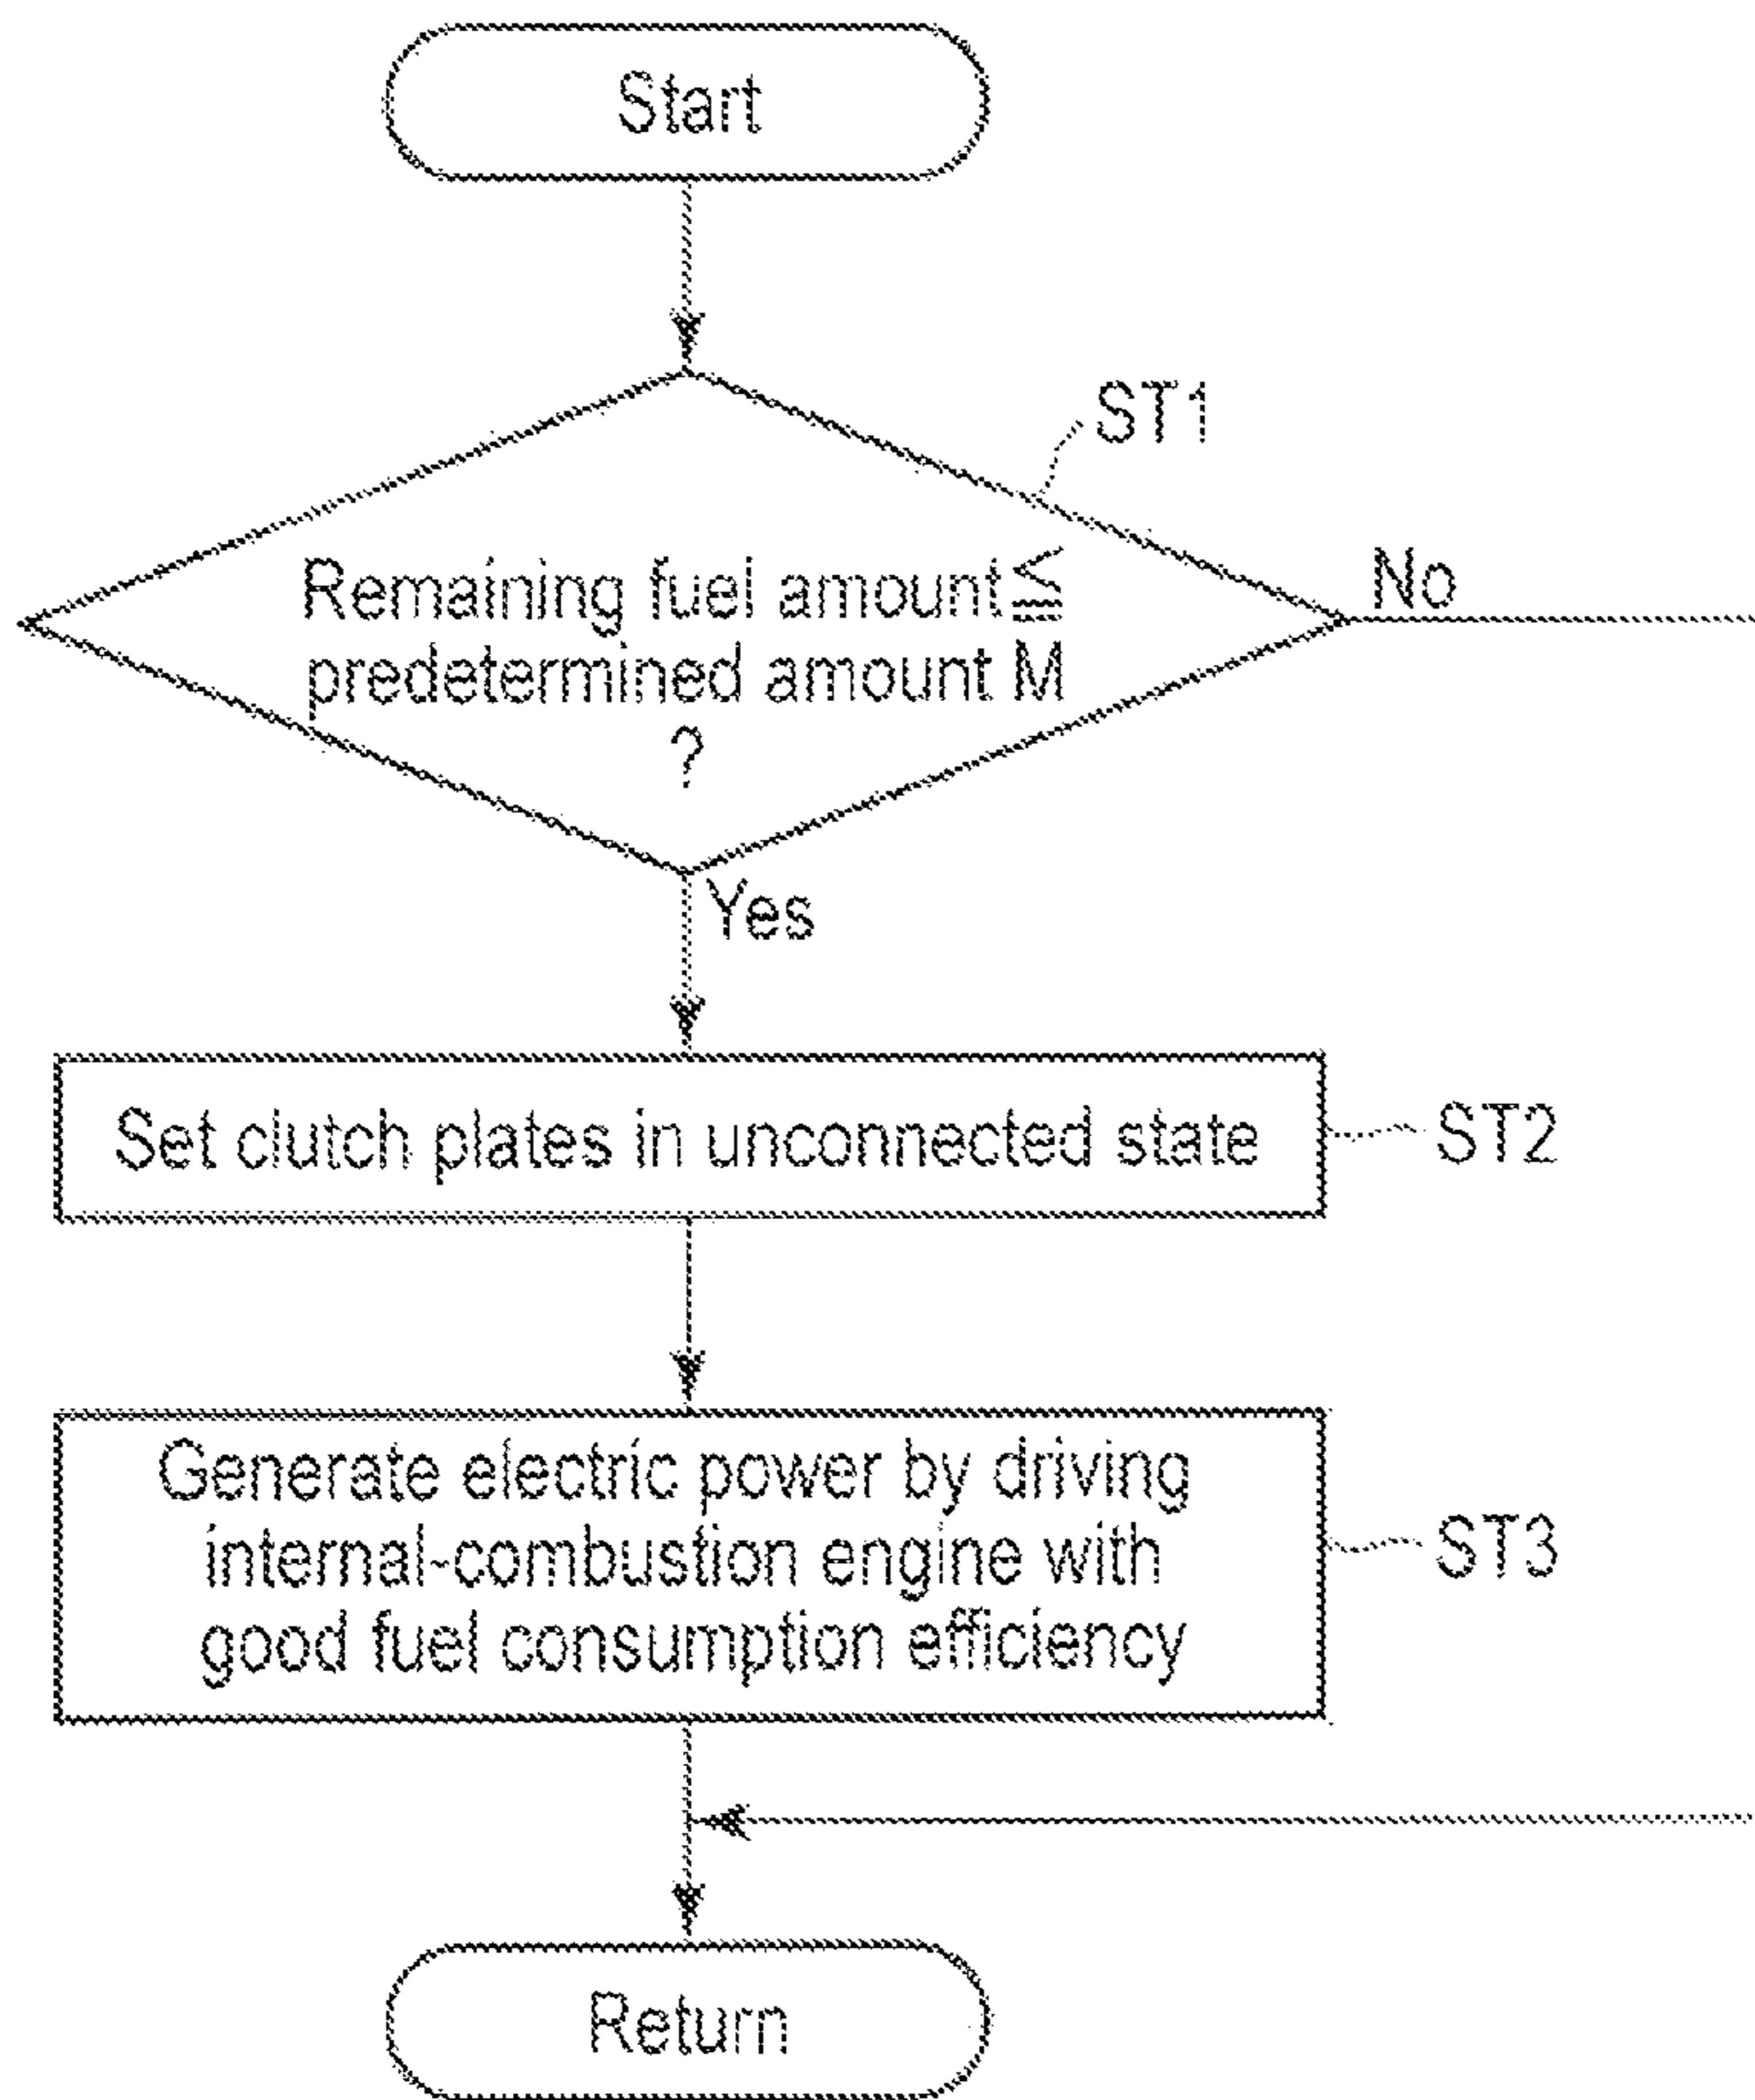 Start
ST1
Remaining fuel amount≦
predetermined amount M
?
No
Yes
Set clutch plates in unconnected state
ST2
Generate electric power by driving
internal-combustion engine with
good fuel consumption efficiency
ST3
Return